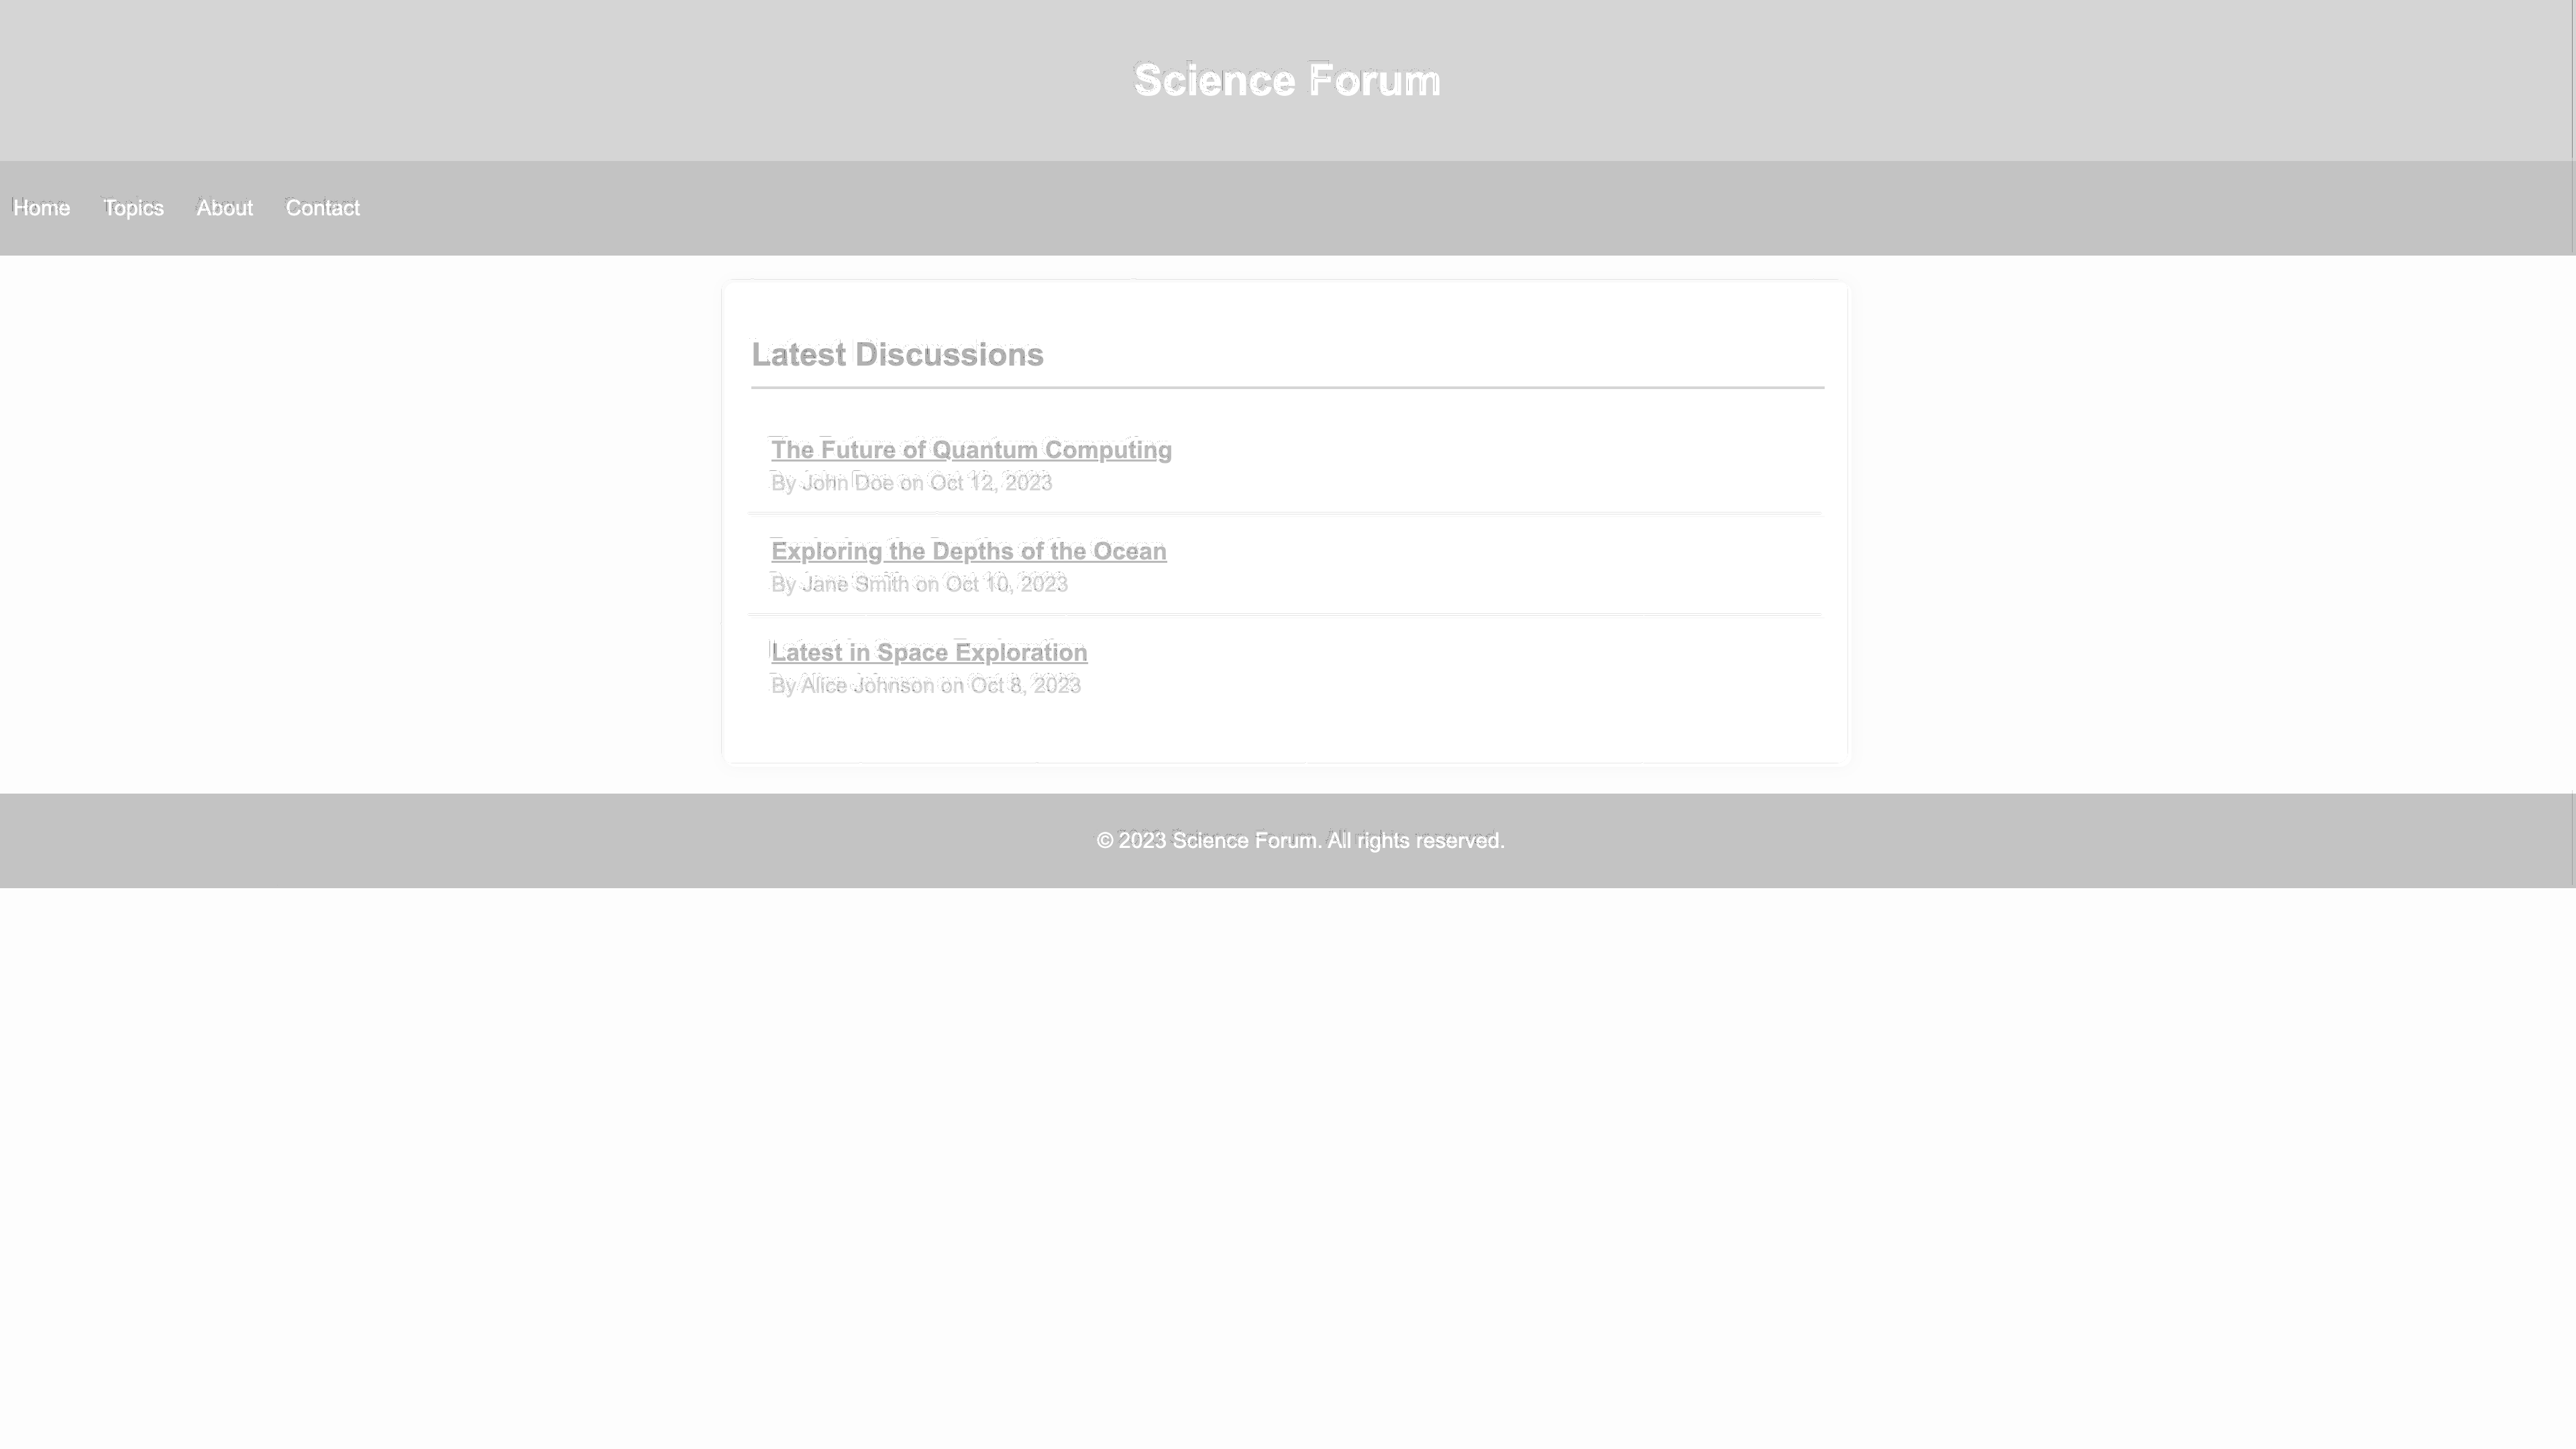 Science Forum
Home Topics About Contact
Latest Discussions
The Future of Quantum Computing
By John Doe on Oct 12, 2023
Exploring the Depths of the Ocean
By Jane Smith on Oct 10, 2023
Latest in Space Exploration
By Alice Johnson on Oct 8, 2023
© 2023 Science Forum. All rights reserved.